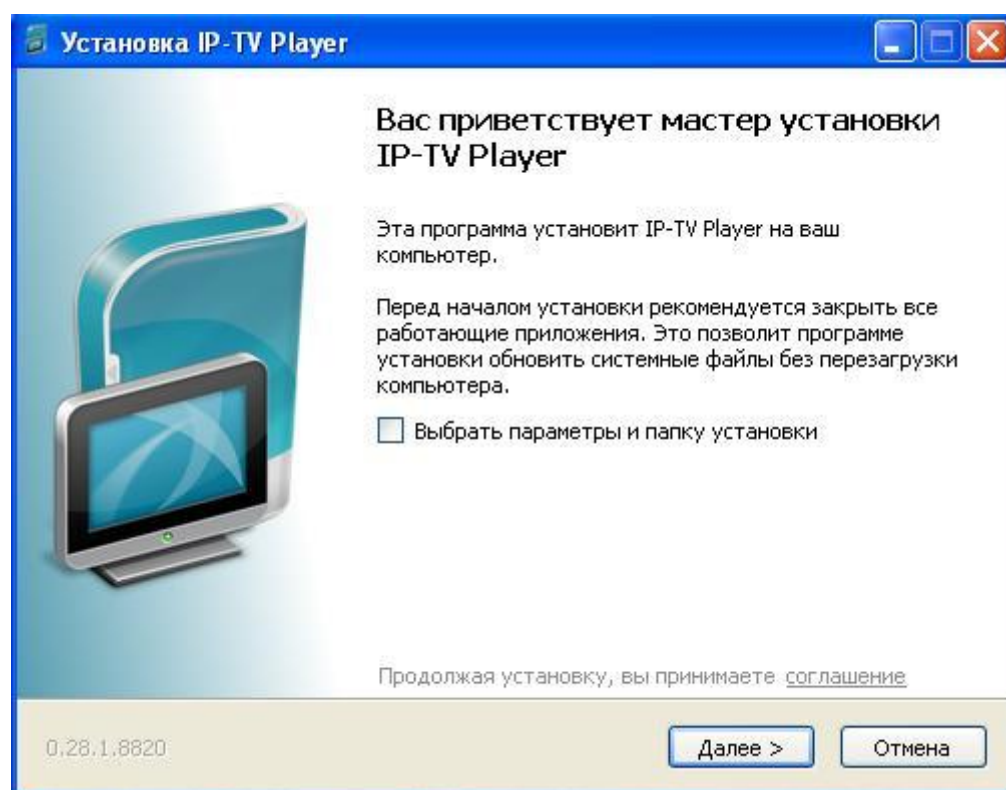 Установка IP-TV Player
Вас приветствует мастер установки
IP-TV Player
Эта программа установит IP-TV Player на ваш
компьютер.
Перед началом установки рекомендуется закрыть все
работающие приложения. Это позволит программе
установки обновить системные файлы без перезагрузки
компьютера.
Выбрать параметры и папку установки
Продолжая установку, вы принимаете соглашение
0.28.1.8820
Далее >
Отмена